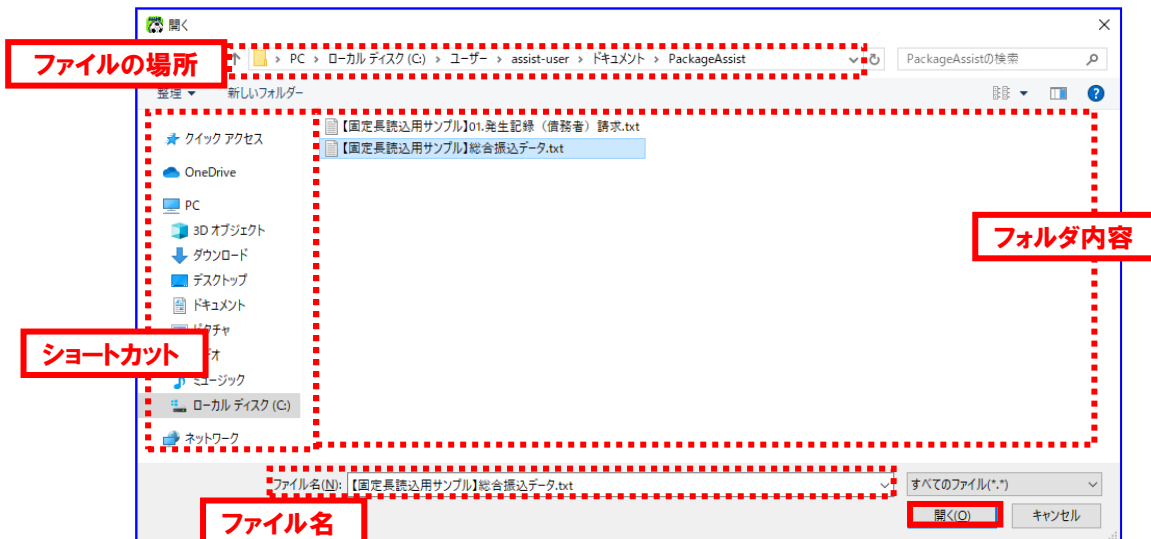 開く
ファイルの場所
PC > ローカル ディスク (C:) > ユーザー > assist-user > ドキュメント > PackageAssist
PackageAssistの検索
整理
新しいフォルダー
クイック アクセス
【固定長読込用サンプル】01.発生記録（債務者）請求.txt
【固定長読込用サンプル】総合振込データ.txt
OneDrive
PC
3D オブジェクト
フォルダ内容
ダウンロード
デスクトップ
ドキュメント
ショートカット
ミュージック
ローカル ディスク (C:)
ネットワーク
ファイル名(N):
【固定長読込用サンプル】総合振込データ.txt
すべてのファイル(*.*)
ファイル名
開く(O)
キャンセル